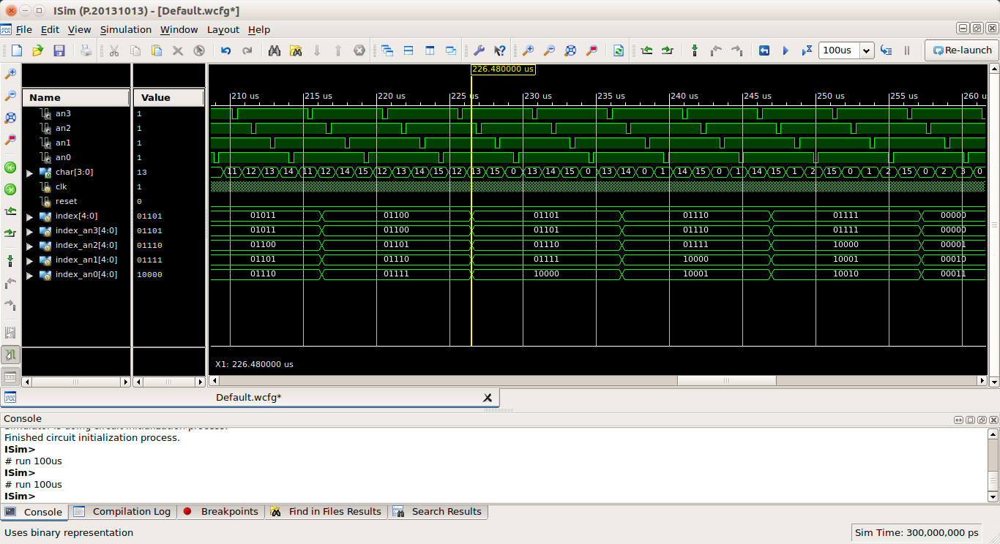 ISim (P.20131013) - [Default.wcfg*]
File Edit View Simulation Window Layout Help
100us Re-launch
226.480000 us
Name Value
210 us 215 us 220 us 225 us 230 us 235 us 240 us 245 us 250 us 255 us 260 us
an3 1
an2 1
an1 1
an0 1
char[3:0] 13 11 12 13 14 11 12 14 15 12 13 14 15 12 13 15 0 13 14 15 0 13 14 0 1 14 15 0 1 14 15 1 2 15 0 1 2 15 0 2 3 0
clk 1
reset 0
index[4:0] 01101 01011 01100 01101 01110 01111 00000
index_an3[4:0] 01101 01011 01100 01101 01110 01111 00000
index_an2[4:0] 01110 01100 01101 01110 01111 10000 00001
index_an1[4:0] 01111 01101 01110 01111 10000 10001 00010
index_an0[4:0] 10000 01110 01111 10000 10001 10010 00011
X1: 226.480000 us
Default.wcfg*
Console
Finished circuit initialization process.
ISim>
# run 100us
ISim>
# run 100us
ISim>
Console Compilation Log Breakpoints Find in Files Results Search Results
Uses binary representation Sim Time: 300,000,000 ps